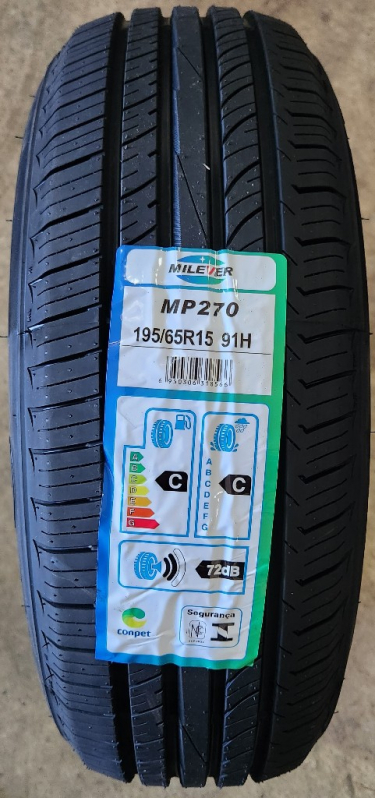 MILEVER
MP270
195/65R15 91H
A
B
C
D
E
F
G
C
A
B
C
D
E
F
G
C
72dB
conpet
Segurança